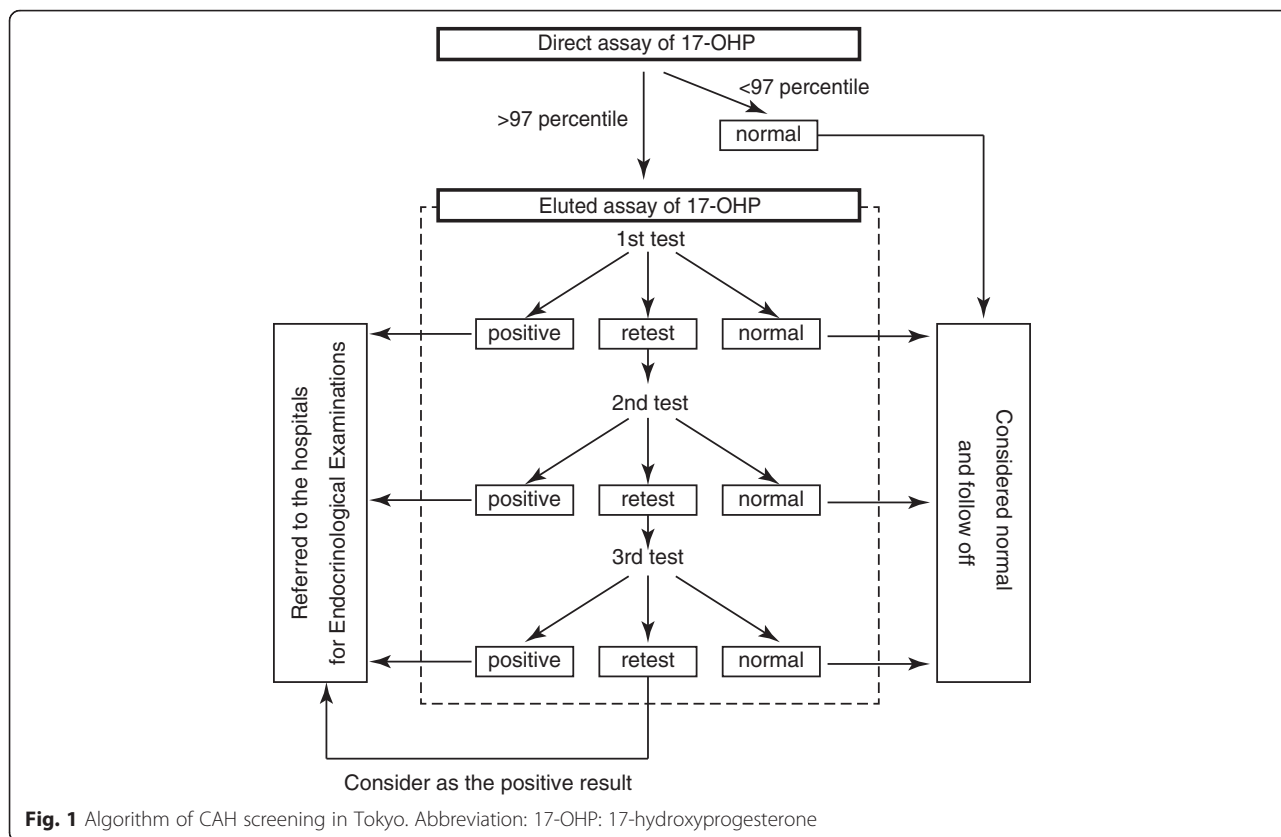 Direct assay of 17-OHP
<97 percentile
>97 percentile
normal
Eluted assay of 17-OHP
1st test
positive
retest
normal
2nd test
positive
retest
normal
3rd test
positive
retest
normal
Referred to the hospitals
for Endocrinological Examinations
Considered normal
and follow off
Consider as the positive result
Fig. 1 Algorithm of CAH screening in Tokyo. Abbreviation: 17-OHP: 17-hydroxyprogesterone